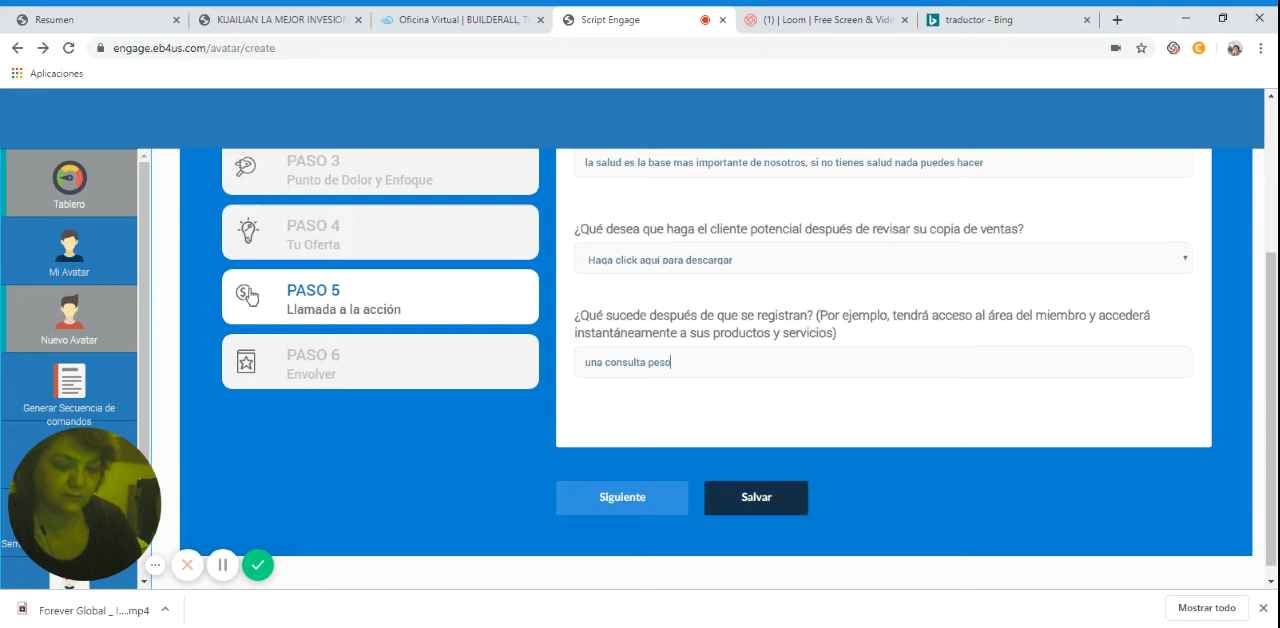 Resumen
KUAILIAN LA MEJOR INVESION
Oficina Virtual | BUILDERALL, T
Script Engage
(1) | Loom | Free Screen & Vide
traductor - Bing
engage.eb4us.com/avatar/create
Aplicaciones
Tablero
Mi Avatar
Nuevo Avatar
Generar Secuencia de
comandos
Sem
PASO 3
Punto de Dolor y Enfoque
PASO 4
Tu Oferta
PASO 5
Llamada a la acción
PASO 6
Envolver
la salud es la base mas importante de nosotros, si no tienes salud nada puedes hacer
¿Qué desea que haga el cliente potencial después de revisar su copia de ventas?
Haga click aquí para descargar
¿Qué sucede después de que se registran? (Por ejemplo, tendrá acceso al área del miembro y accederá
instantáneamente a sus productos y servicios)
una consulta peso
Siguiente
Salvar
Forever Global _ I....mp4
Mostrar todo